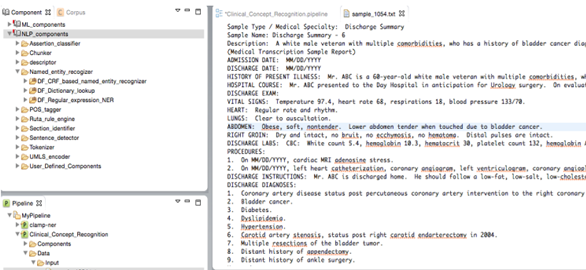 Component
Corpus
ML_components
NLP_components
Assertion_classifier
Chunker
descriptor
Named_entity_recogizer
DF_CRF_based_named_entity_recognizer
DF_Dictionary_lookup
DF_Regular_expression_NER
POS_tagger
Ruta_rule_engine
Section_identifier
Sentence_detector
Tokenizer
UMLS_encoder
User_Defined_Components
Pipeline
MyPipeline
clamp-ner
Clinical_Concept_Recognition
Components
Data
Input
*Clinical_Concept_Recognition.pipeline
sample_1054.txt
Sample Type / Medical Specialty: Discharge Summary
Sample Name: Discharge Summary - 6
Description: A white male veteran with multiple comorbidities, who has a history of bladder cancer diag
(Medical Transcription Sample Report)
ADMISSION DATE: MM/DD/YYYY
DISCHARGE DATE: MM/DD/YYYY
HISTORY OF PRESENT ILLNESS: Mr. ABC is a 60-year-old white male veteran with multiple comorbidities, w
HOSPITAL COURSE: Mr. ABC presented to the Day Hospital in anticipation for Urology surgery. On evaluat
DISCHARGE EXAM:
VITAL SIGNS: Temperature 97.4, heart rate 68, respirations 18, blood pressure 133/70.
HEART: Regular rate and rhythm.
LUNGS: Clear to auscultation.
ABDOMEN: Obese, soft, nontender. Lower abdomen tender when touched due to bladder cancer.
RIGHT GROIN: Dry and intact, no bruit, no ecchymosis, no hematoma. Distal pulses are intact.
DISCHARGE LABS: CBC: White count 5.4, hemoglobin 10.3, hematocrit 30, platelet count 132, hemoglobin
PROCEDURES:
1. On MM/DD/YYYY, cardiac MRI adenosine stress.
2. On MM/DD/YYYY, left heart catheterization, coronary angiogram, left ventriculogram, coronary angiopl
DISCHARGE INSTRUCTIONS: Mr. ABC is discharged home. He should follow a low-fat, low-salt, low-cholest
DISCHARGE DIAGNOSES:
1. Coronary artery disease status post percutaneous coronary artery intervention to the right coronary
2. Bladder cancer.
3. Diabetes.
4. Dyslipidemia.
5. Hypertension.
6. Carotid artery stenosis, status post right carotid endarterectomy in 2004.
7. Multiple resections of the bladder tumor.
8. Distant history of appendectomy.
9. Distant history of ankle surgery.